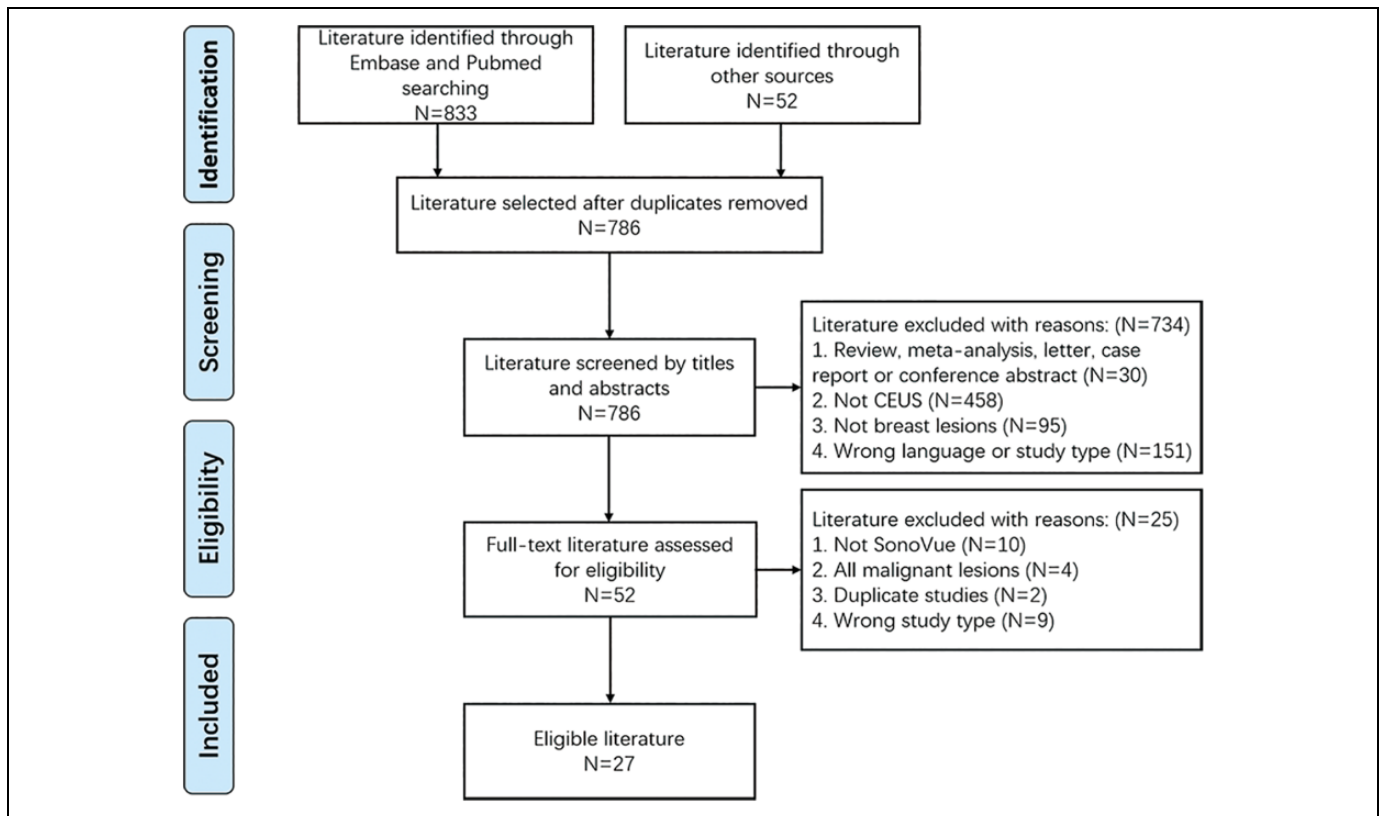 Identification
Literature identified through
Embase and Pubmed
searching
N=833
Literature identified through
other sources
N=52
Literature selected after duplicates removed
N=786
Screening
Literature screened by titles
and abstracts
N=786
Literature excluded with reasons: (N=734)
1. Review, meta-analysis, letter, case
report or conference abstract (N=30)
2. Not CEUS (N=458)
3. Not breast lesions (N=95)
4. Wrong language or study type (N=151)
Eligibility
Full-text literature assessed
for eligibility
N=52
Literature excluded with reasons: (N=25)
1. Not SonoVue (N=10)
2. All malignant lesions (N=4)
3. Duplicate studies (N=2)
4. Wrong study type (N=9)
Included
Eligible literature
N=27